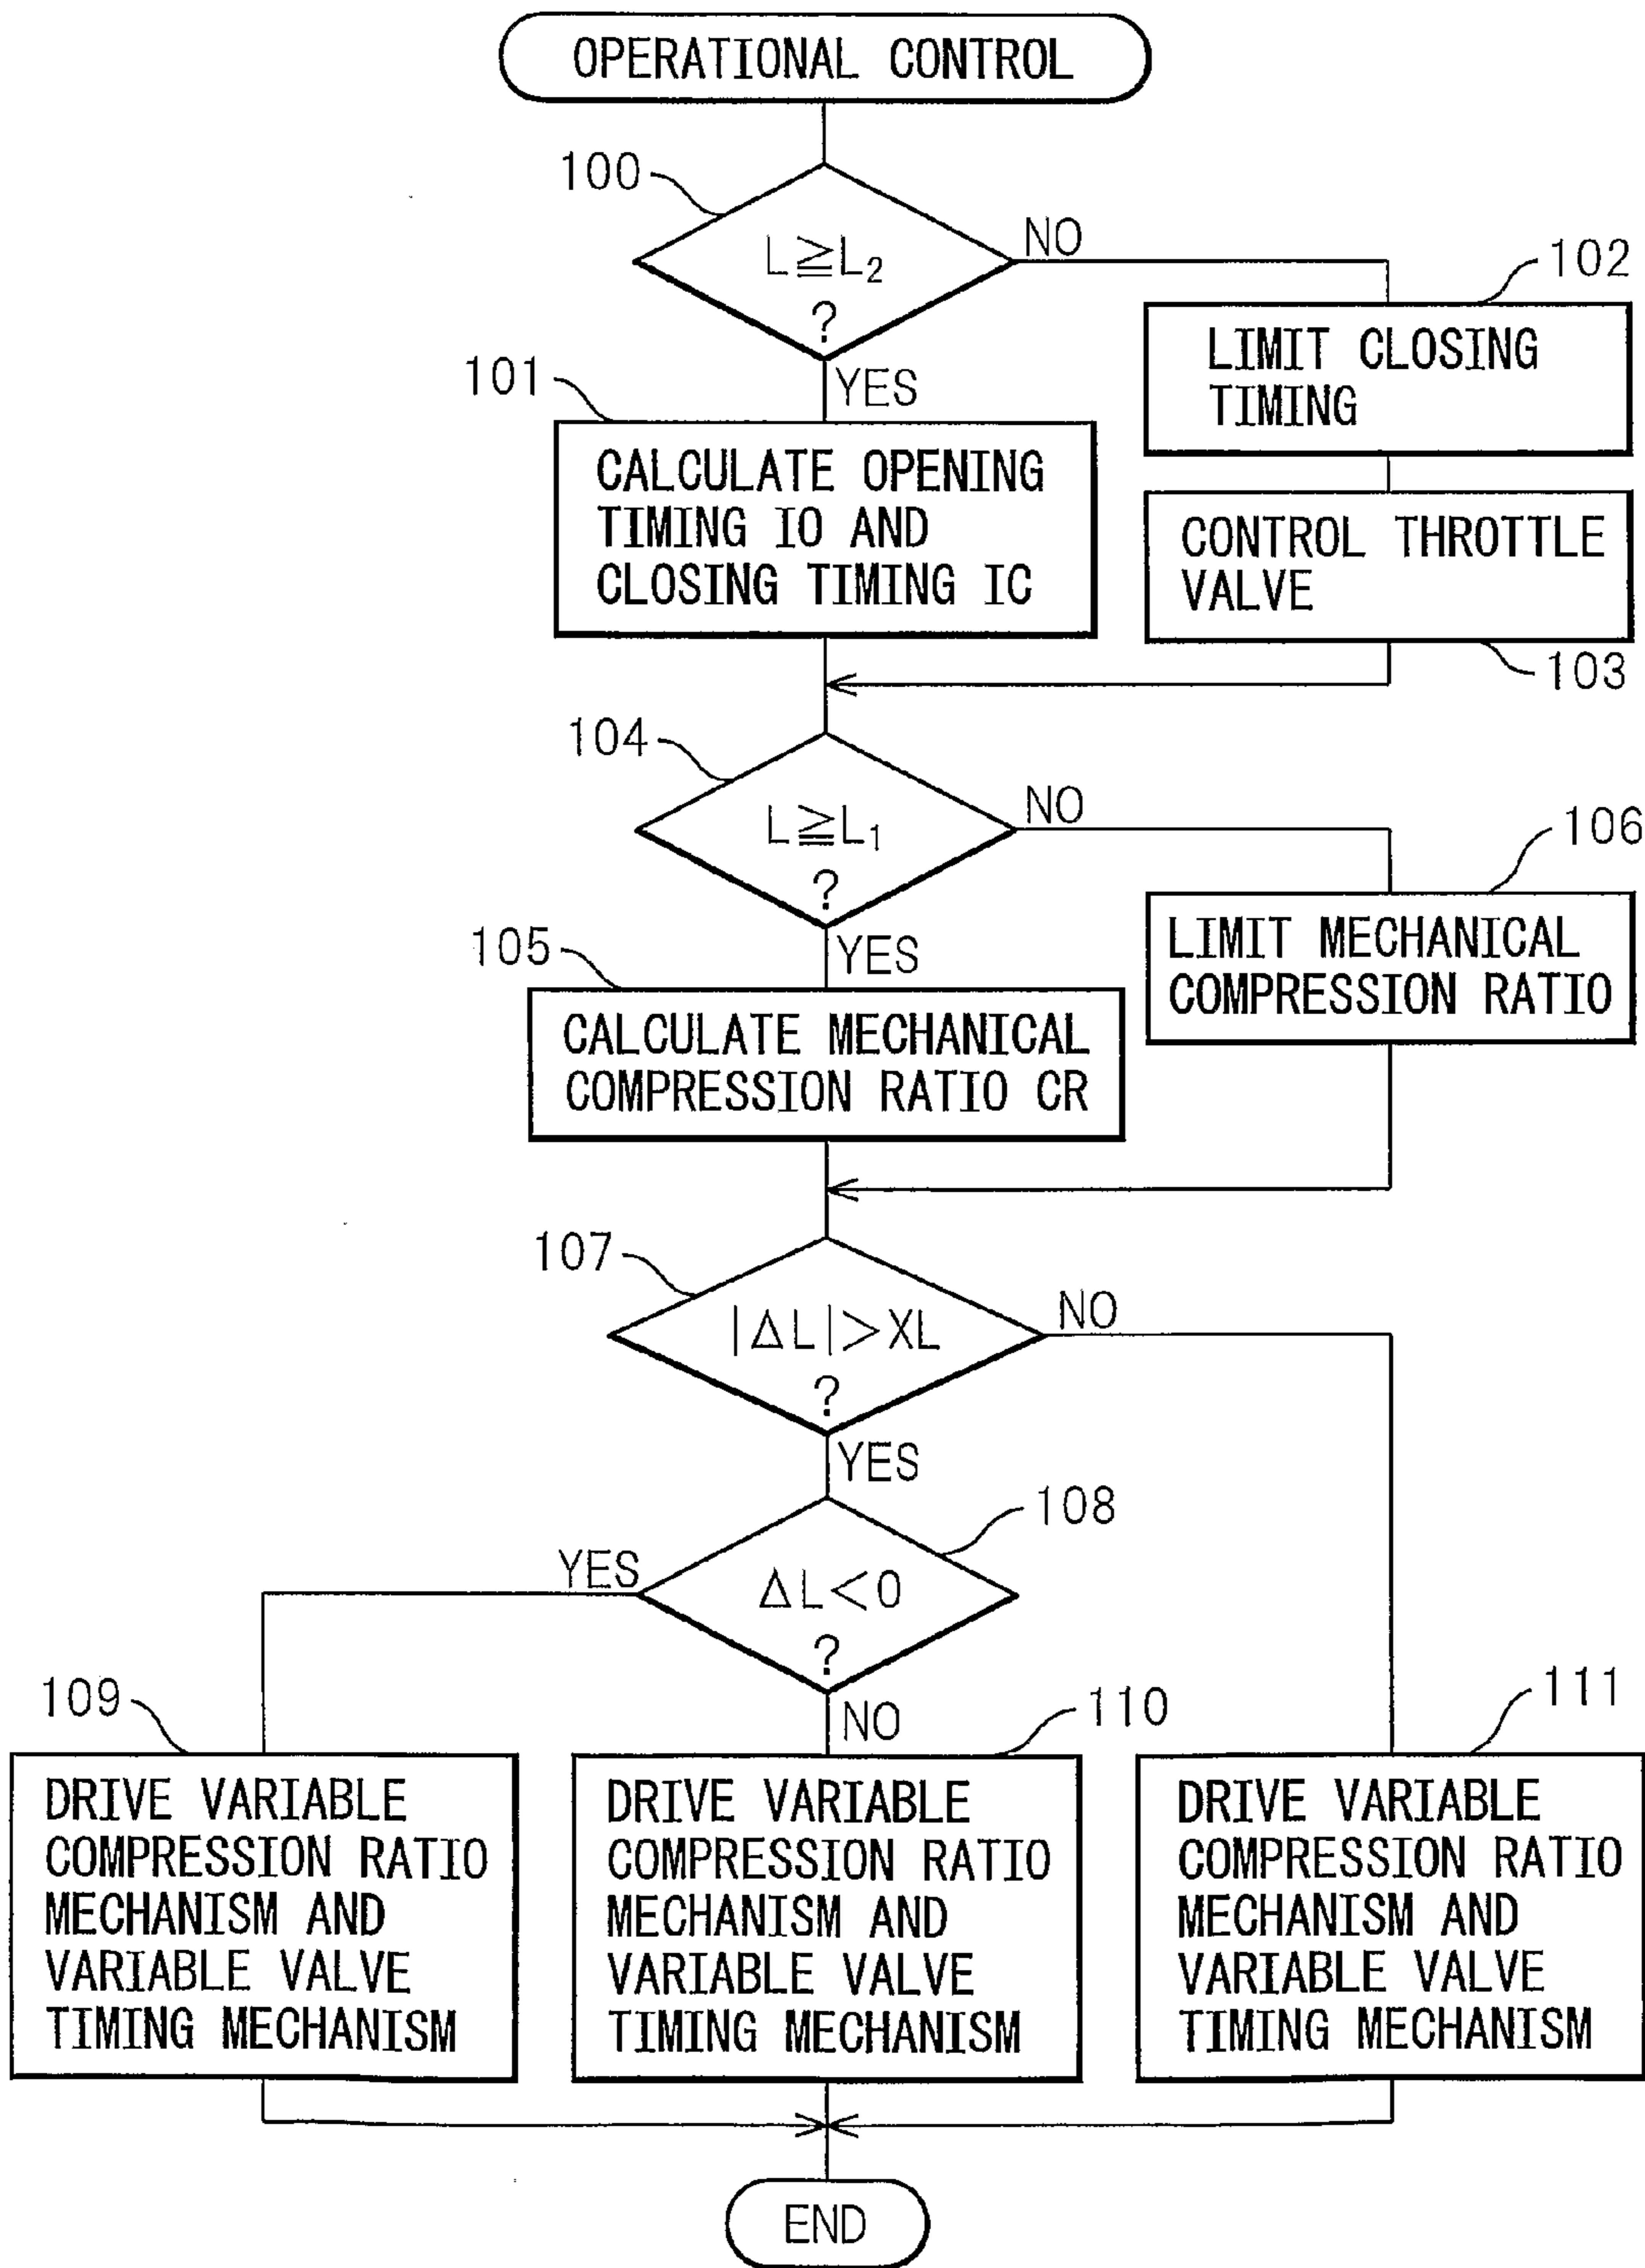 OPERATIONAL CONTROL
100
L≧L₂
?
NO
YES
102
LIMIT CLOSING
TIMING
101
CALCULATE OPENING
TIMING IO AND
CLOSING TIMING IC
CONTROL THROTTLE
VALVE
103
104
L≧L₁
?
NO
YES
106
LIMIT MECHANICAL
COMPRESSION RATIO
105
CALCULATE MECHANICAL
COMPRESSION RATIO CR
107
|ΔL|>XL
?
NO
YES
108
ΔL<0
?
YES
NO
109
DRIVE VARIABLE
COMPRESSION RATIO
MECHANISM AND
VARIABLE VALVE
TIMING MECHANISM
110
DRIVE VARIABLE
COMPRESSION RATIO
MECHANISM AND
VARIABLE VALVE
TIMING MECHANISM
111
DRIVE VARIABLE
COMPRESSION RATIO
MECHANISM AND
VARIABLE VALVE
TIMING MECHANISM
END